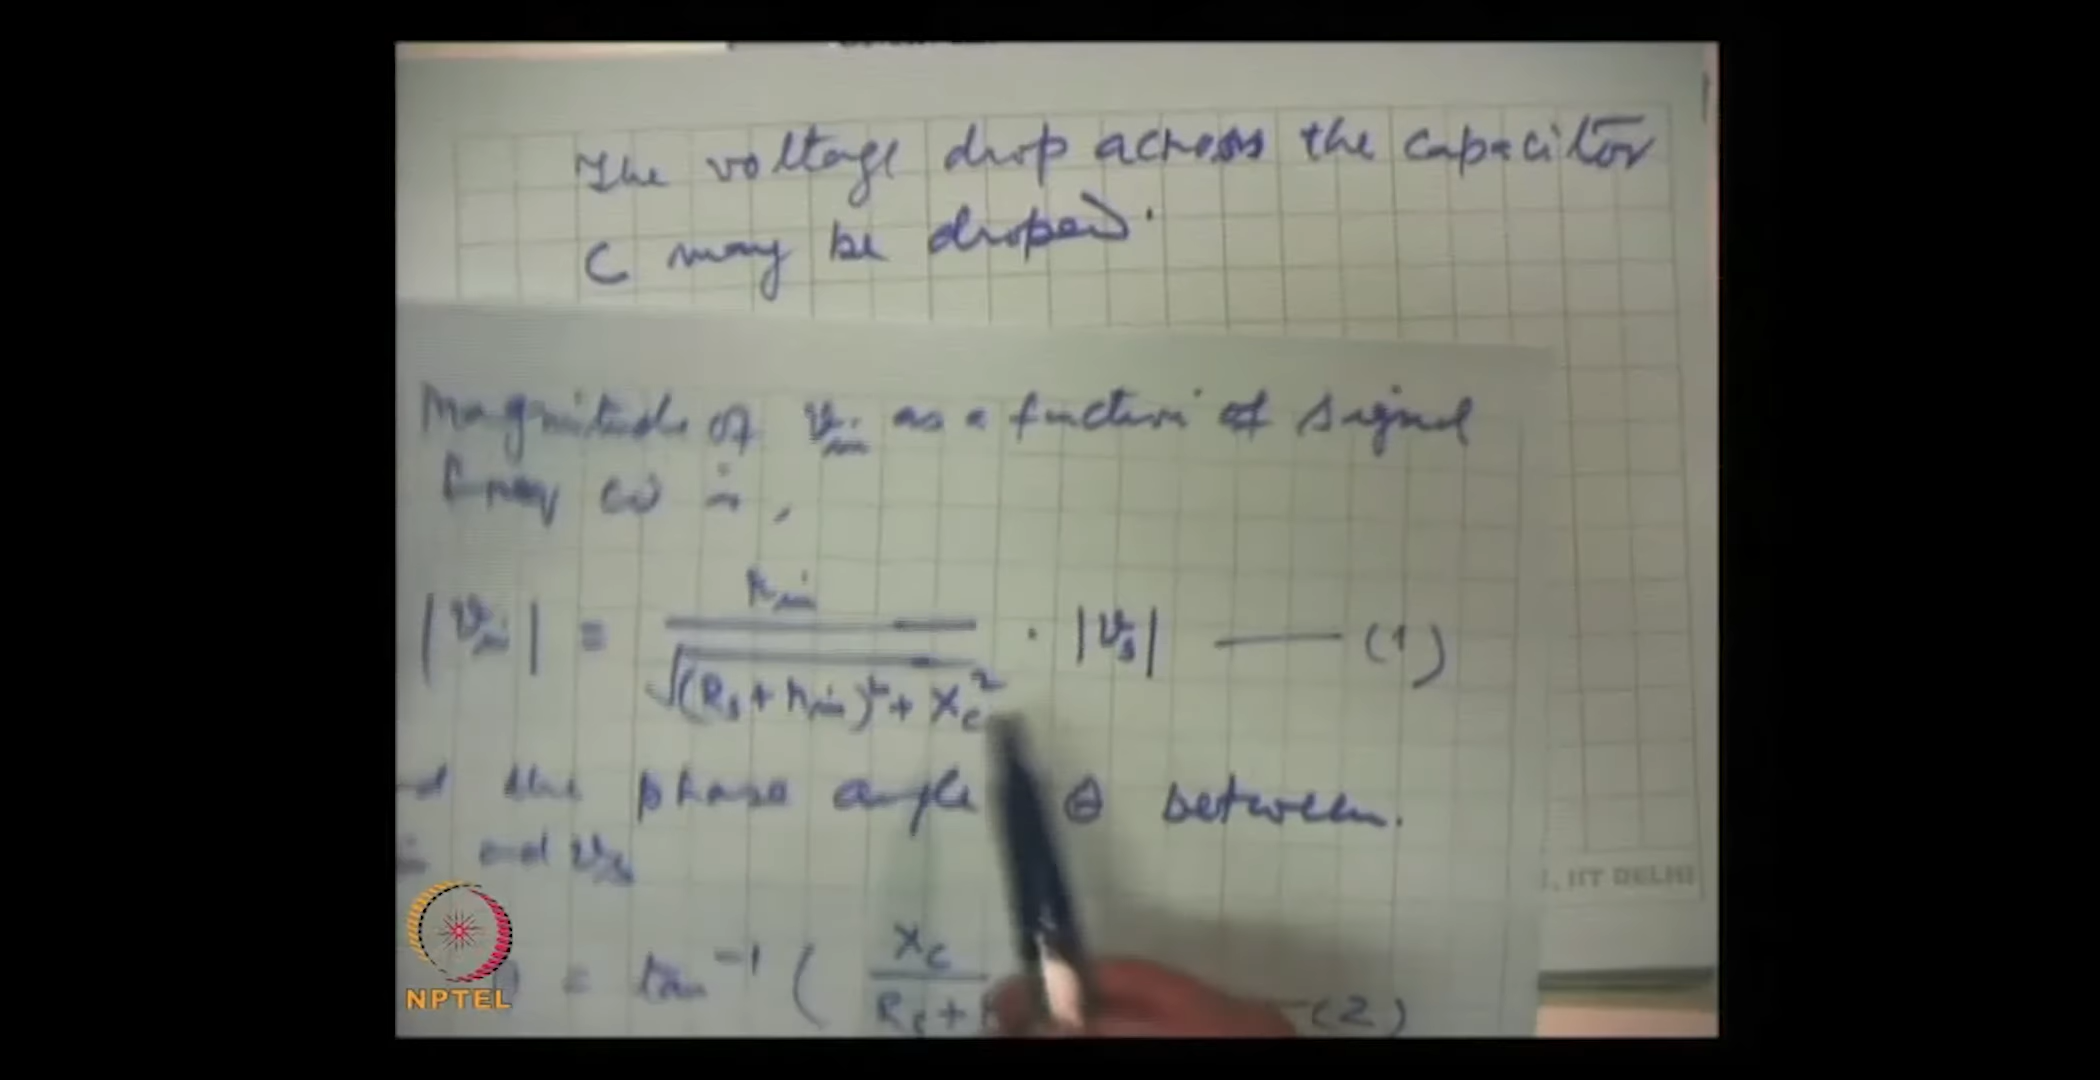 The voltage drop across the capacitor
C may be droped.
Magnitude of vin as a function of signal
freq ω is,
|vin| = rin / √((Rs + rin)² + Xc²) · |vs| —— (1)
the phase angle θ between.
and vs
= tan⁻¹ ( Xc / Rs + —(2)
, IIT DELHI
NPTEL